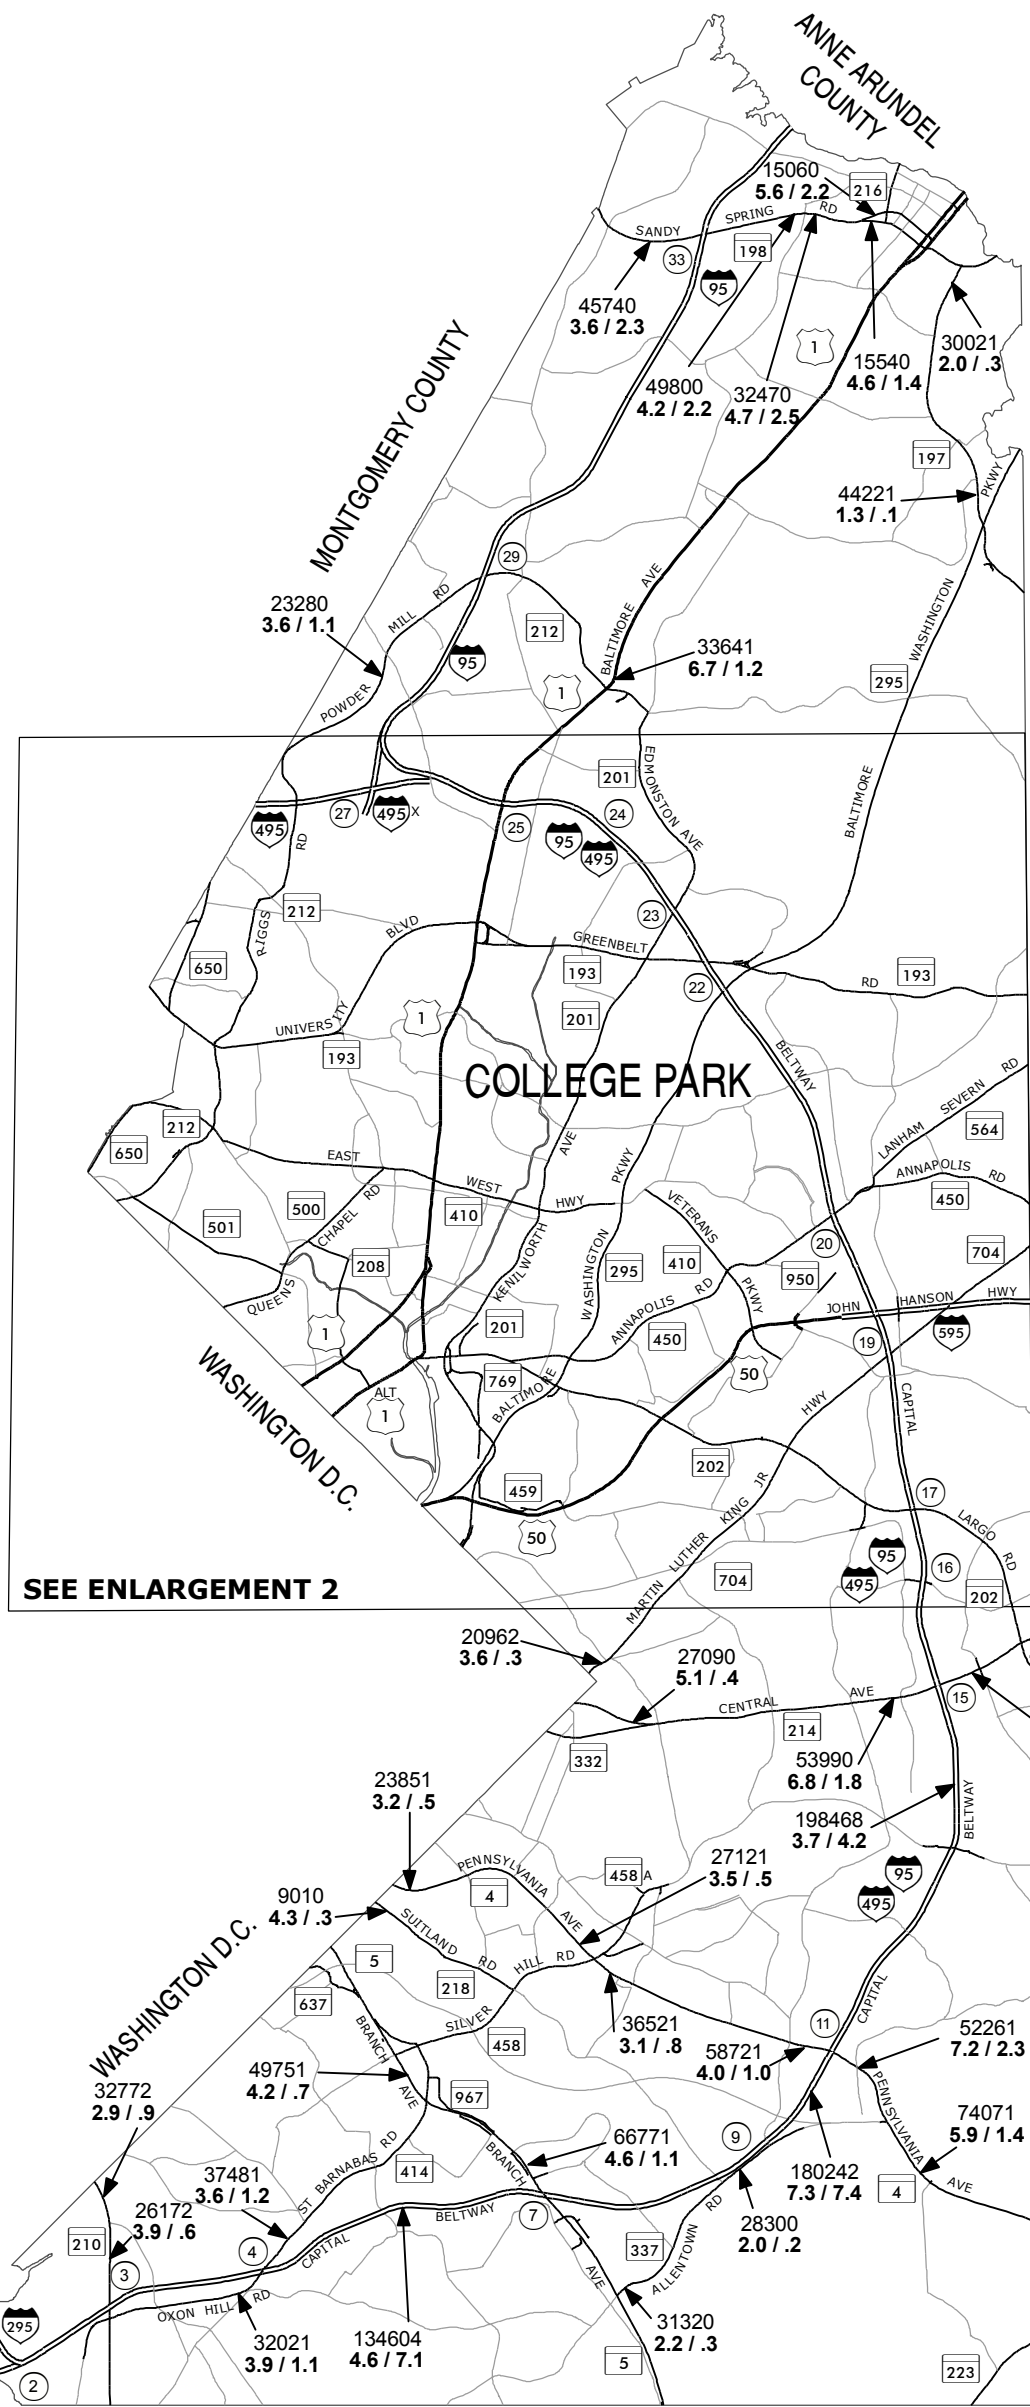 ANNE ARUNDEL
COUNTY
15060
5.6 / 2.2
216
SANDY
SPRING
RD
198
33
95
45740
3.6 / 2.3
1
30021
2.0 / .3
15540
4.6 / 1.4
49800
4.2 / 2.2
32470
4.7 / 2.5
MONTGOMERY COUNTY
197
44221
1.3 / .1
PKWY
29
23280
3.6 / 1.1
POWDER
MILL
RD
212
BALTIMORE
AVE
WASHINGTON
33641
6.7 / 1.2
95
1
295
201
EDMONSTON AVE
BALTIMORE
495
27
495 X
25
95
495
24
RD
RIGGS
212
BLVD
23
GREENBELT
193
650
22
RD
193
201
UNIVERSITY
193
1
COLLEGE PARK
BELTWAY
LANHAM
SEVERN
RD
564
212
650
AVE
PKWY
EAST
WEST
HWY
410
ANNAPOLIS
RD
450
VETERANS
PKWY
501
500
CHAPEL
RD
QUEENS
208
KENILWORTH
WASHINGTON
295
410
20
950
704
1
201
ANNAPOLIS
RD
450
JOHN
HANSON
HWY
19
595
WASHINGTON D.C.
ALT
1
769
BALTIMORE
50
HWY
CAPITAL
202
459
50
MARTIN
LUTHER
KING
JR
17
LARGO
RD
95
495
16
704
202
SEE ENLARGEMENT 2
20962
3.6 / .3
27090
5.1 / .4
CENTRAL
AVE
214
15
332
53990
6.8 / 1.8
23851
3.2 / .5
198468
3.7 / 4.2
BELTWAY
PENNSYLVANIA
AVE
4
458 A
27121
3.5 / .5
95
495
9010
4.3 / .3
SUITLAND
RD
HILL
RD
5
218
WASHINGTON D.C.
637
SILVER
458
BRANCH
AVE
36521
3.1 / .8
11
CAPITAL
58721
4.0 / 1.0
52261
7.2 / 2.3
49751
4.2 / .7
967
PENNSYLVANIA
AVE
32772
2.9 / .9
74071
5.9 / 1.4
9
66771
4.6 / 1.1
BRANCH
AVE
37481
3.6 / 1.2
ST BARNABAS RD
414
180242
7.3 / 7.4
4
26172
3.9 / .6
210
4
3
CAPITAL
BELTWAY
7
28300
2.0 / .2
337
ALLENTOWN
RD
OXON HILL RD
295
31320
2.2 / .3
32021
3.9 / 1.1
134604
4.6 / 7.1
5
223
2